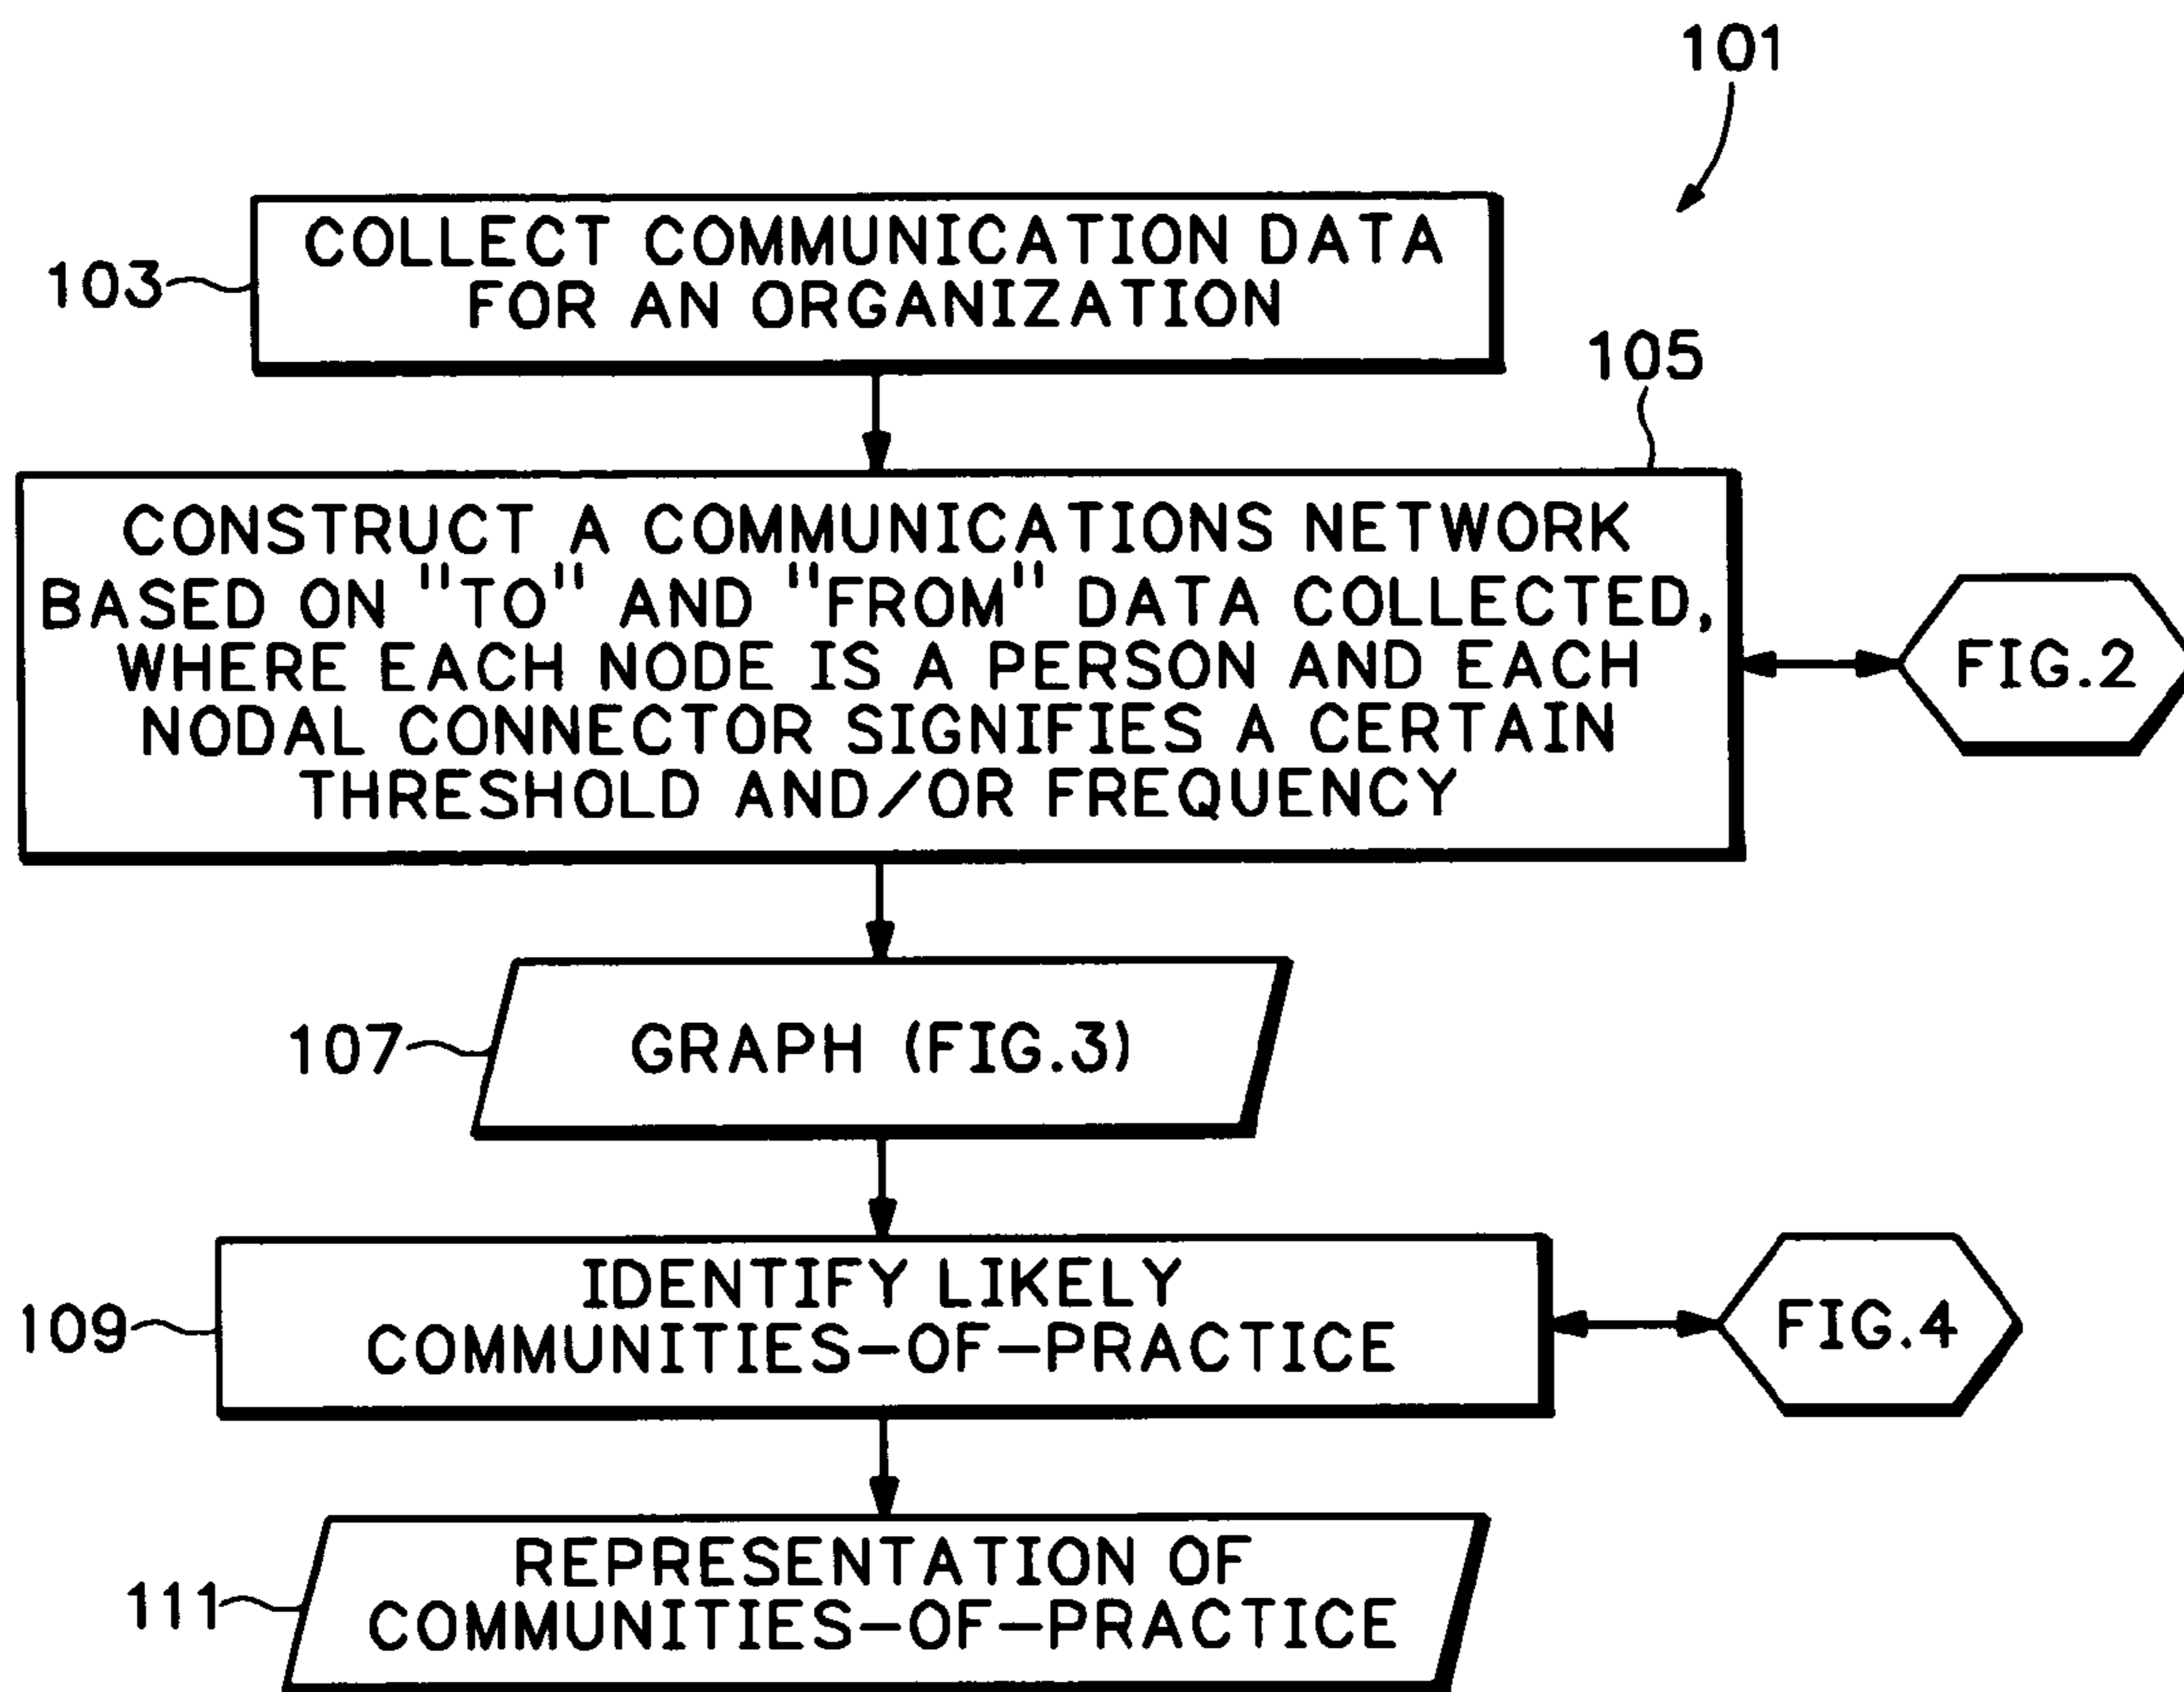 101
COLLECT COMMUNICATION DATA
FOR AN ORGANIZATION
103
105
CONSTRUCT A COMMUNICATIONS NETWORK
BASED ON "TO" AND "FROM" DATA COLLECTED,
WHERE EACH NODE IS A PERSON AND EACH
NODAL CONNECTOR SIGNIFIES A CERTAIN
THRESHOLD AND/OR FREQUENCY
FIG.2
107
GRAPH (FIG.3)
109
IDENTIFY LIKELY
COMMUNITIES-OF-PRACTICE
FIG.4
111
REPRESENTATION OF
COMMUNITIES-OF-PRACTICE